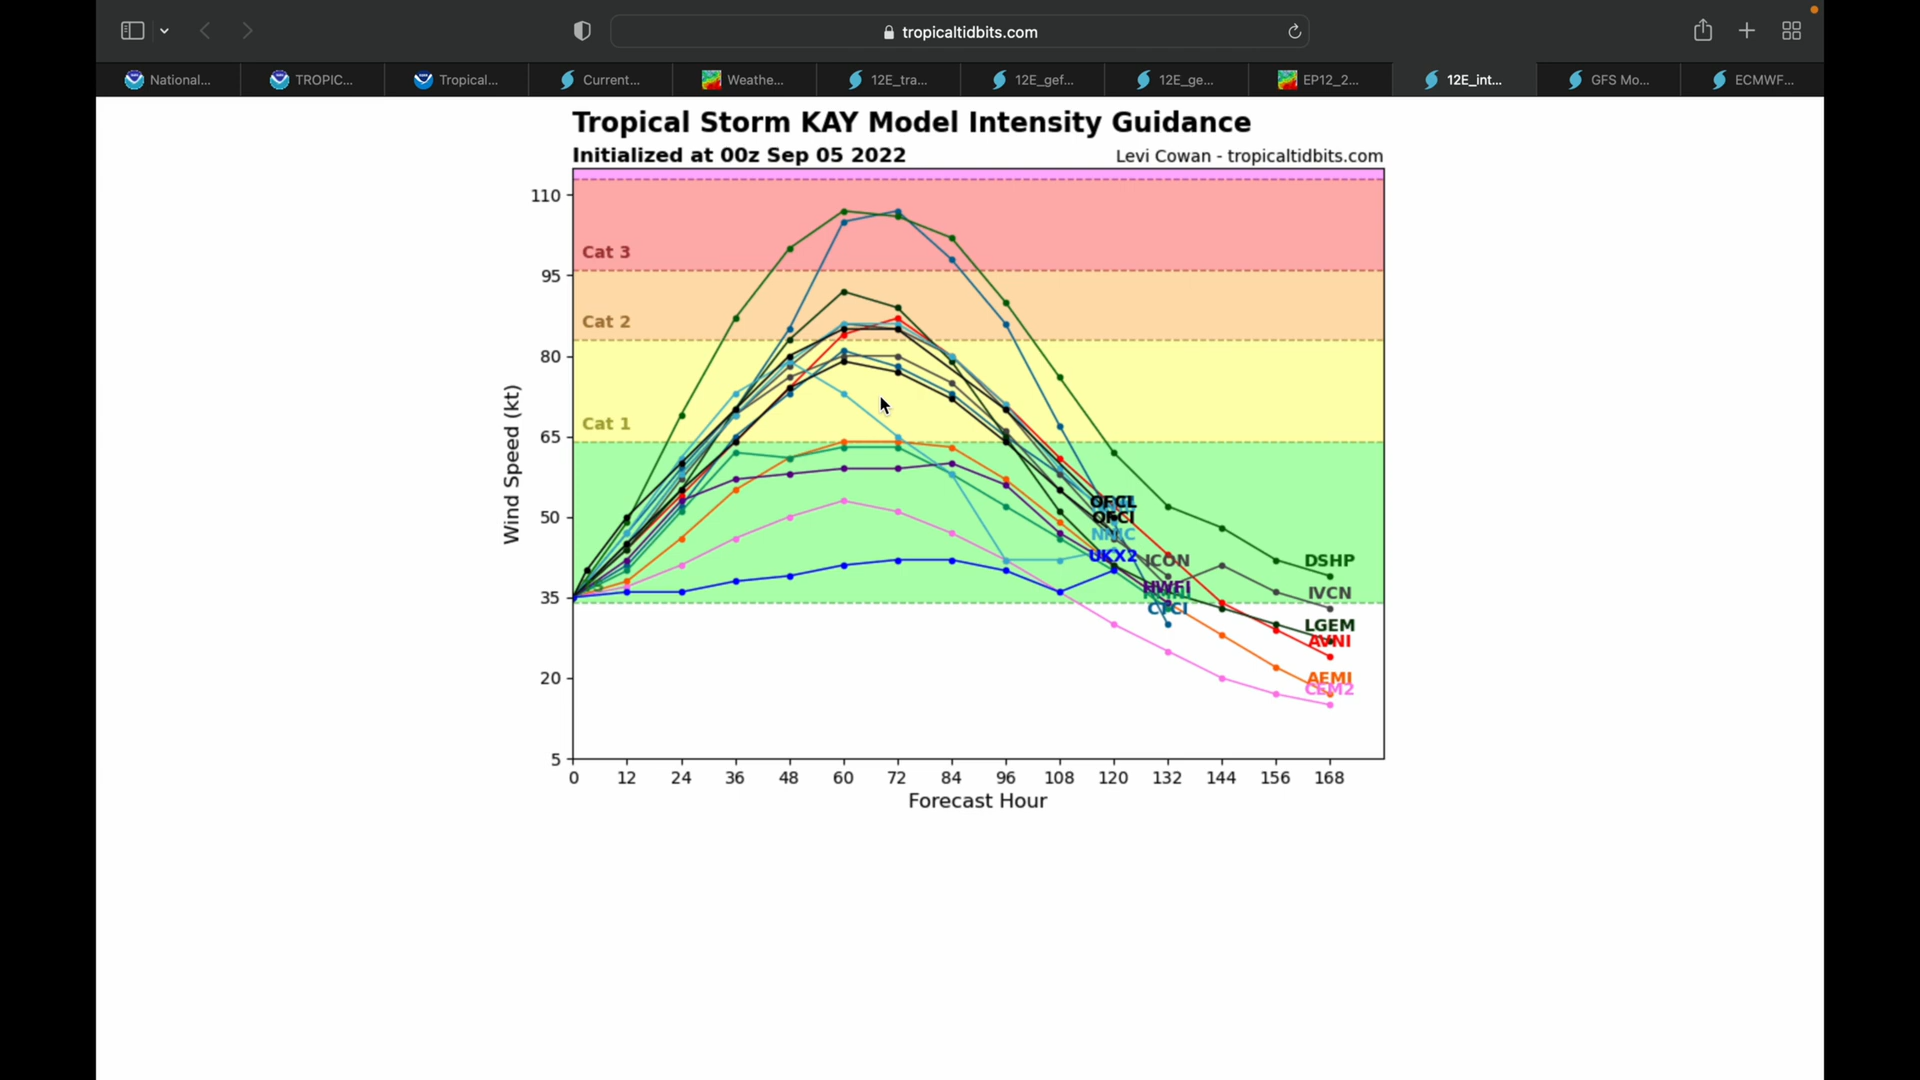 tropicaltidbits.com
National...
TROPIC...
Tropical...
Current...
Weathe...
12E_tra...
12E_gef...
12E_ge...
EP12_2...
12E_int...
GFS Mo...
ECMWF...
Tropical Storm KAY Model Intensity Guidance
Initialized at 00z Sep 05 2022
Levi Cowan - tropicaltidbits.com
110
Cat 3
95
Cat 2
80
Cat 1
65
50
35
20
5
Wind Speed (kt)
OFCL
OFCI
NNIC
UKX2
ICON
HWFI
CTCI
DSHP
IVCN
LGEM
AVNI
AEMI
CEM2
0 12 24 36 48 60 72 84 96 108 120 132 144 156 168
Forecast Hour